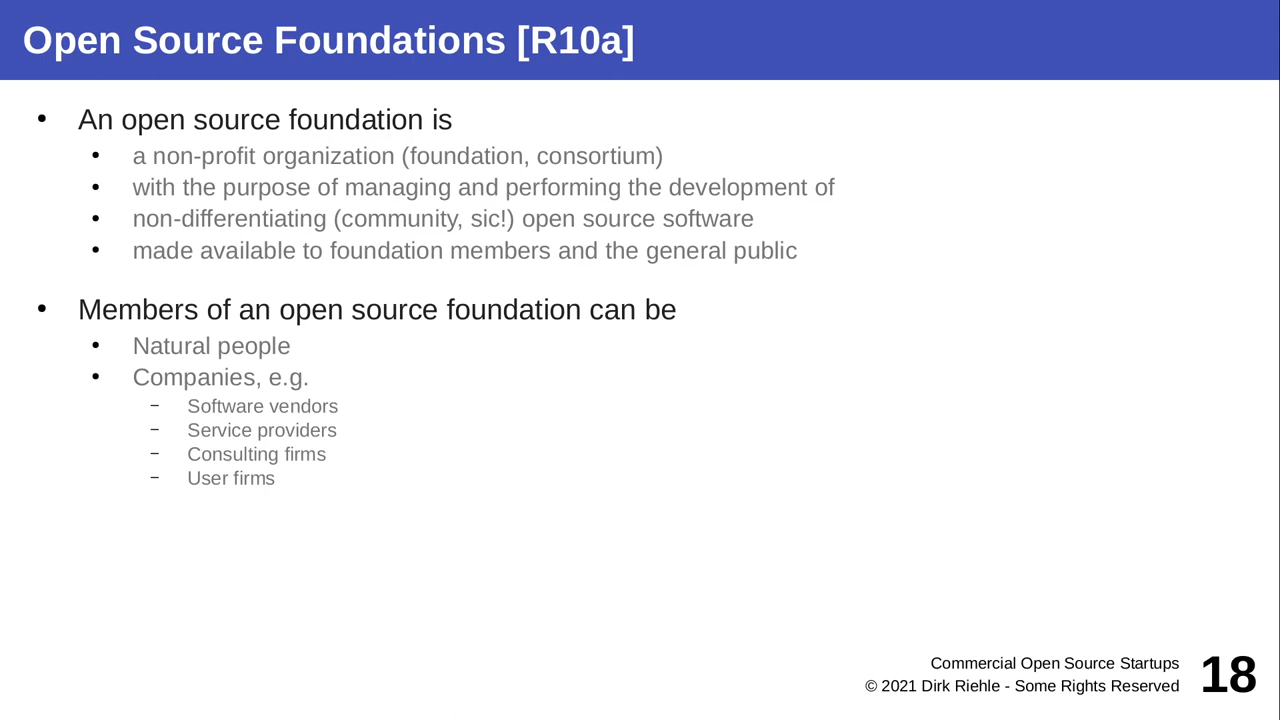 Open Source Foundations [R10a]
• An open source foundation is
• a non-profit organization (foundation, consortium)
• with the purpose of managing and performing the development of
• non-differentiating (community, sic!) open source software
• made available to foundation members and the general public
• Members of an open source foundation can be
• Natural people
• Companies, e.g.
– Software vendors
– Service providers
– Consulting firms
– User firms
Commercial Open Source Startups
© 2021 Dirk Riehle - Some Rights Reserved
18